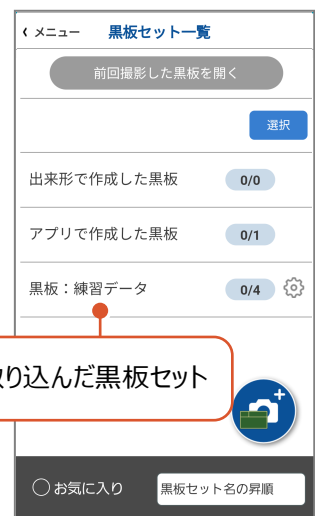 ‹ メニュー 黒板セット一覧
前回撮影した黒板を開く
選択
出来形で作成した黒板 0/0
アプリで作成した黒板 0/1
黒板：練習データ 0/4
り込んだ黒板セット
お気に入り 黒板セット名の昇順